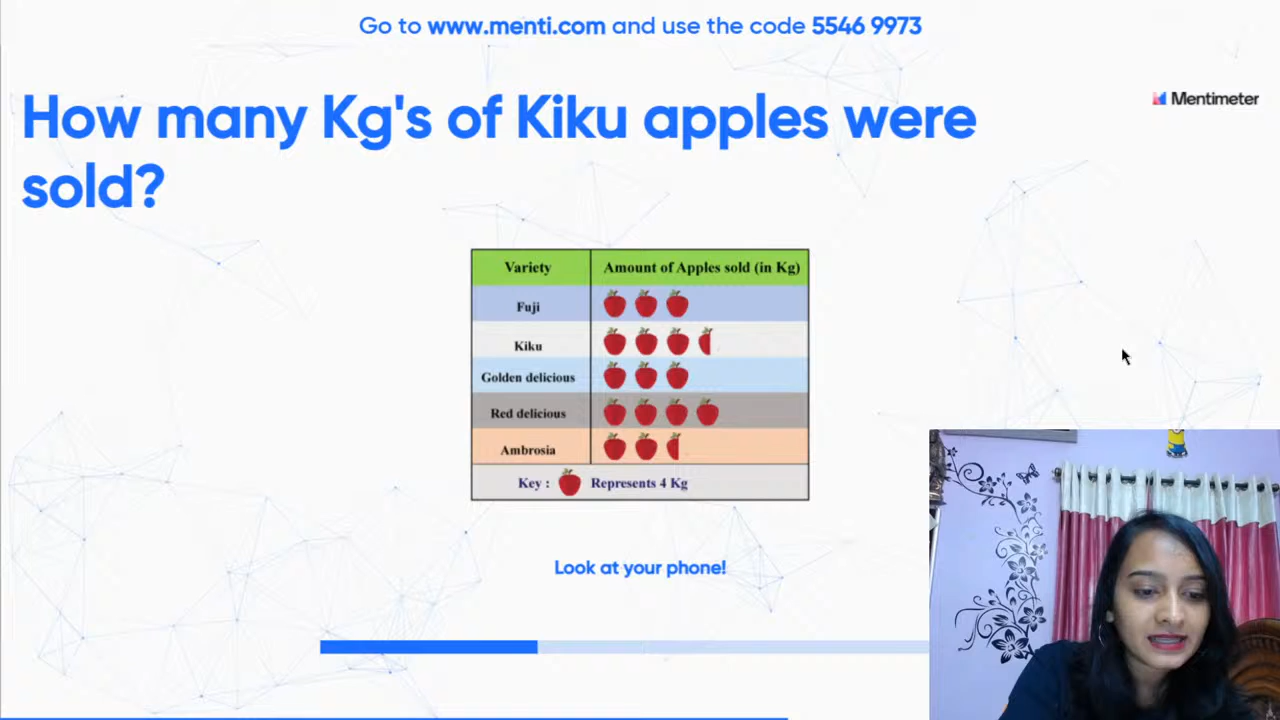 Go to www.menti.com and use the code 5546 9973
How many Kg's of Kiku apples were
sold?
Mentimeter
Variety Amount of Apples sold (in Kg)
Fuji
Kiku
Golden delicious
Red delicious
Ambrosia
Key : Represents 4 Kg
Look at your phone!